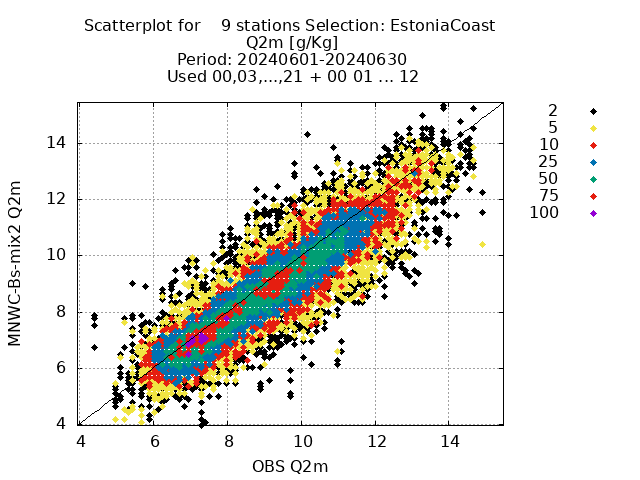 Scatterplot for    9 stations Selection: EstoniaCoast
Q2m [g/Kg]
Period: 20240601-20240630
Used 00,03,...,21 + 00 01 ... 12
2
5
10
25
50
75
100
14
12
10
8
6
4
MNWC-Bs-mix2 Q2m
4 6 8 10 12 14
OBS Q2m